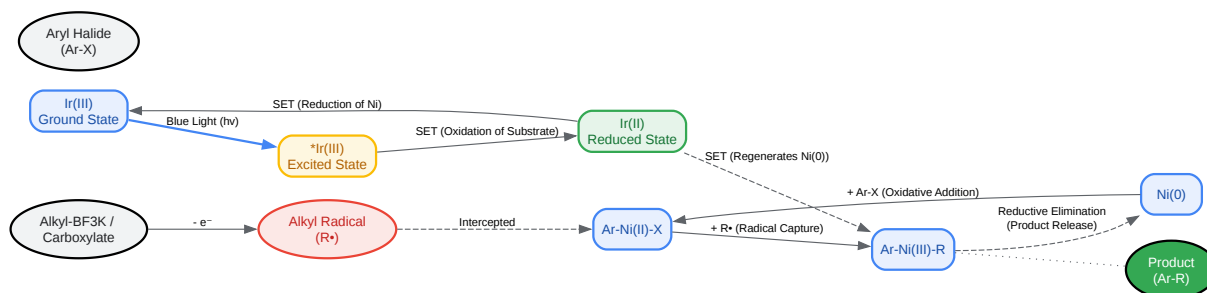 Aryl Halide
(Ar-X)
Ir(III)
Ground State
SET (Reduction of Ni)
Blue Light (hv)
*Ir(III)
Excited State
SET (Oxidation of Substrate)
Ir(II)
Reduced State
SET (Regenerates Ni(0))
+ Ar-X (Oxidative Addition)
Ni(0)
Alkyl-BF3K /
Carboxylate
- e⁻
Alkyl Radical
(R•)
Intercepted
Ar-Ni(II)-X
+ R• (Radical Capture)
Ar-Ni(III)-R
Reductive Elimination
(Product Release)
Product
(Ar-R)